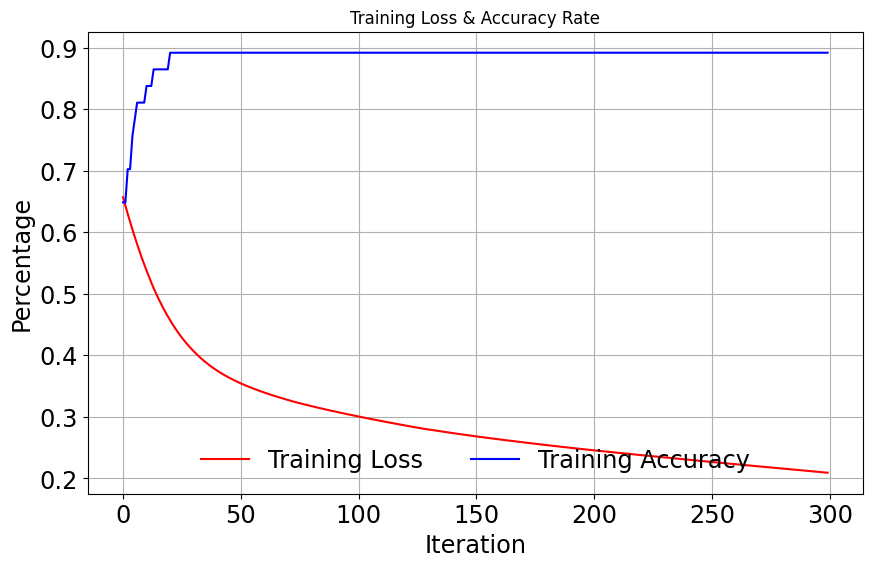 Training Loss & Accuracy Rate
Percentage
0.9
0.8
0.7
0.6
0.5
0.4
0.3
0.2
Training Loss Training Accuracy
0 50 100 150 200 250 300
Iteration